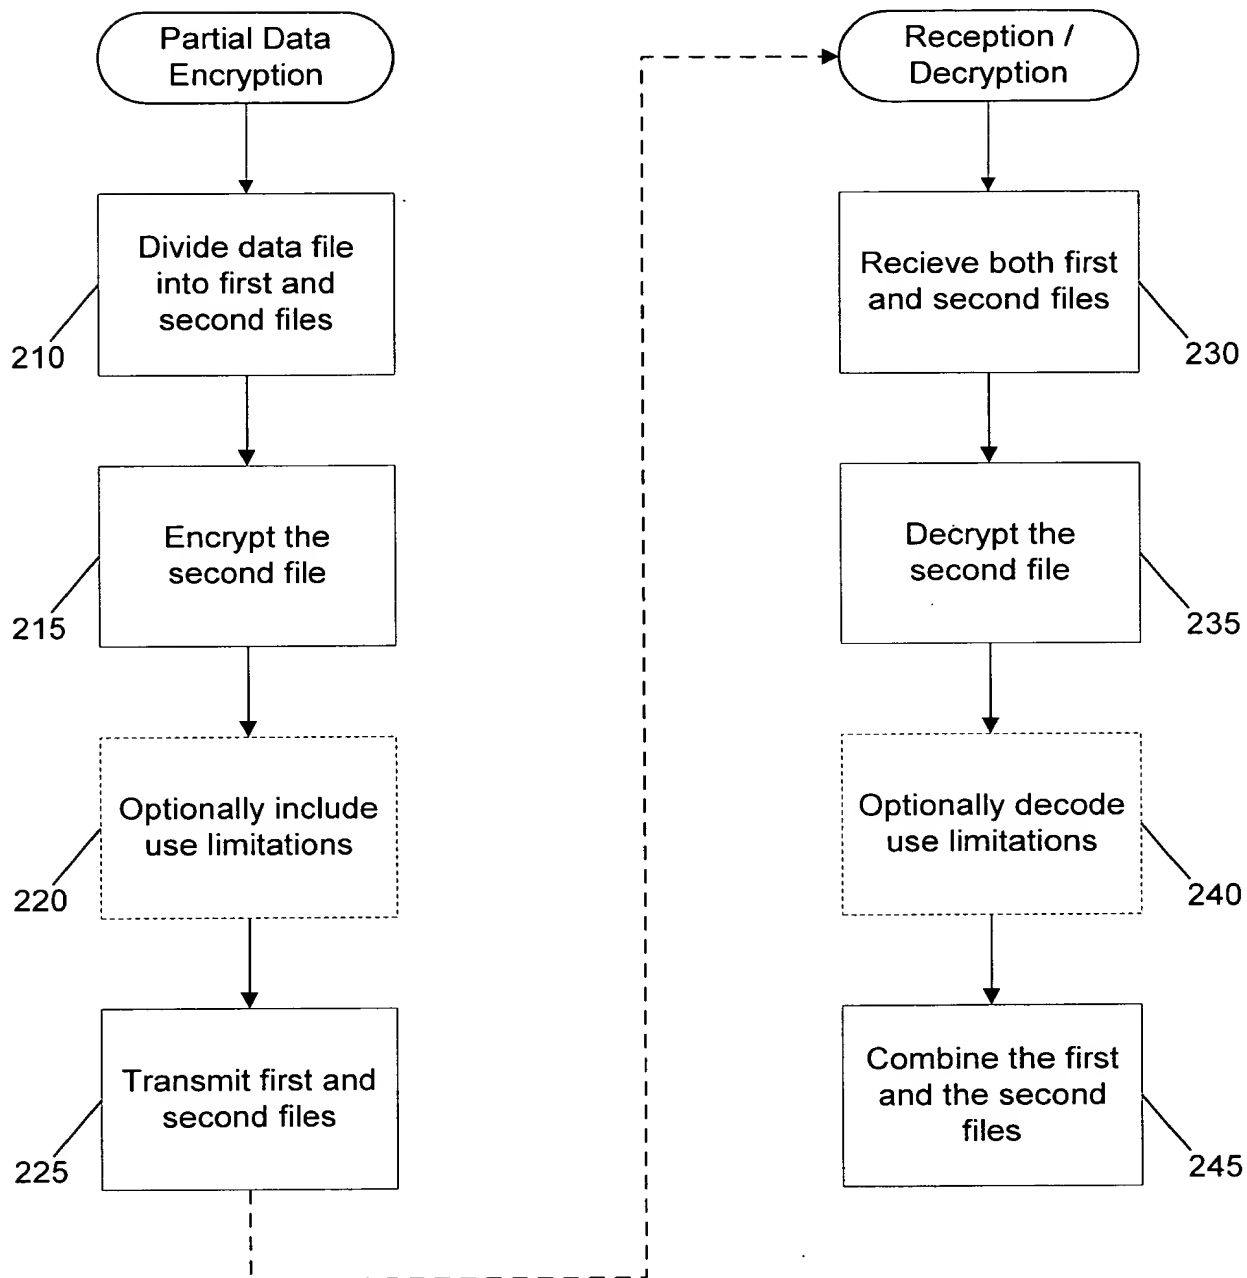 Partial Data
Encryption
Divide data file
into first and
second files
210
Encrypt the
second file
215
Optionally include
use limitations
220
Transmit first and
second files
225
Reception /
Decryption
Recieve both first
and second files
230
Decrypt the
second file
235
Optionally decode
use limitations
240
Combine the first
and the second
files
245